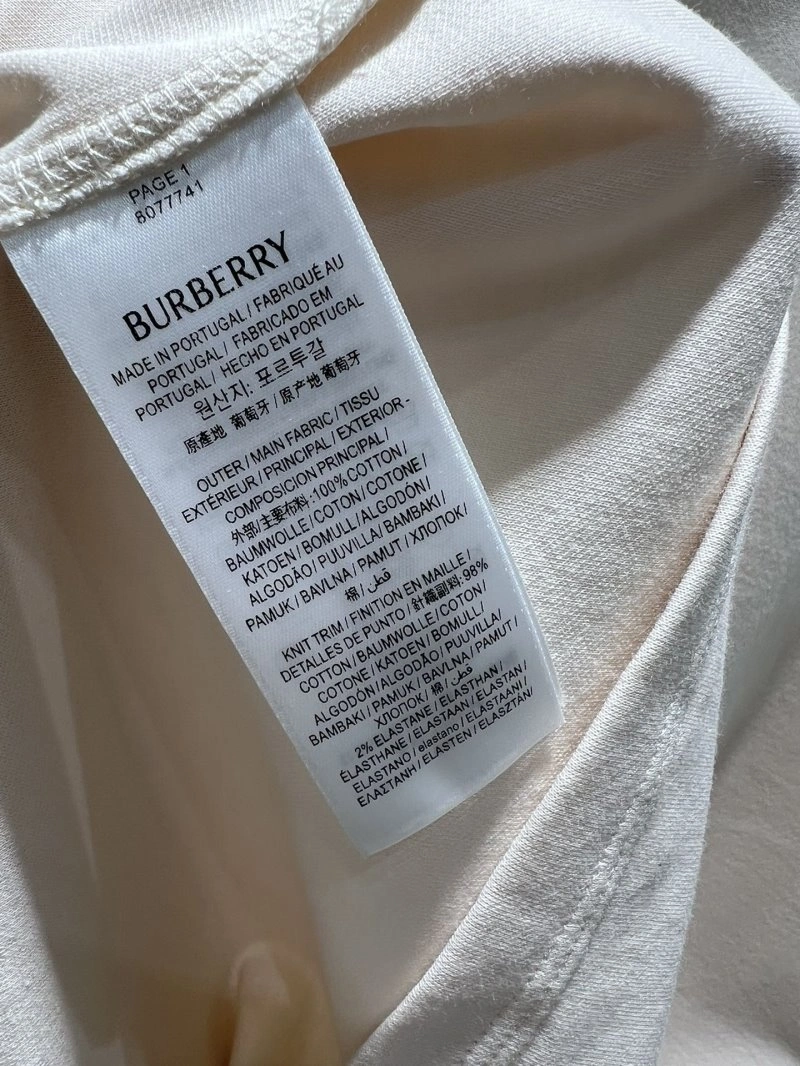 PAGE 1
8077741
BURBERRY
MADE IN PORTUGAL / FABRIQUÉ AU
PORTUGAL / FABRICADO EM
PORTUGAL / HECHO EN PORTUGAL
원산지: 포르투갈
原產地 葡萄牙 / 原产地 葡萄牙
OUTER / MAIN FABRIC / TISSU
EXTÉRIEUR / PRINCIPAL / EXTERIOR -
COMPOSICION PRINCIPAL /
外部/主要布料:100% COTTON /
BAUMWOLLE / COTON / COTONE /
KATOEN / BOMULL / ALGODÓN /
ALGODÃO / PUUVILLA / BAMBAKI /
PAMUK / BAVLNA / PAMUT / ХЛОПОК /
棉 / قطن
KNIT TRIM / FINITION EN MAILLE /
DETALLES DE PUNTO / 針織副料: 98%
COTTON / BAUMWOLLE / COTON /
COTONE / KATOEN / BOMULL /
ALGODÓN / ALGODÃO / PUUVILLA /
BAMBAKI / PAMUK / BAVLNA / PAMUT /
ХЛОПОК / 棉 / قطن
2% ELASTANE / ELASTHAN /
ÉLASTHANE / ELASTAAN / ELASTAN /
ELASTANO / elastano / ELASTAANI /
ΕΛΑΣΤΑΝΗ / ELASTEN / ELASZTÁN /